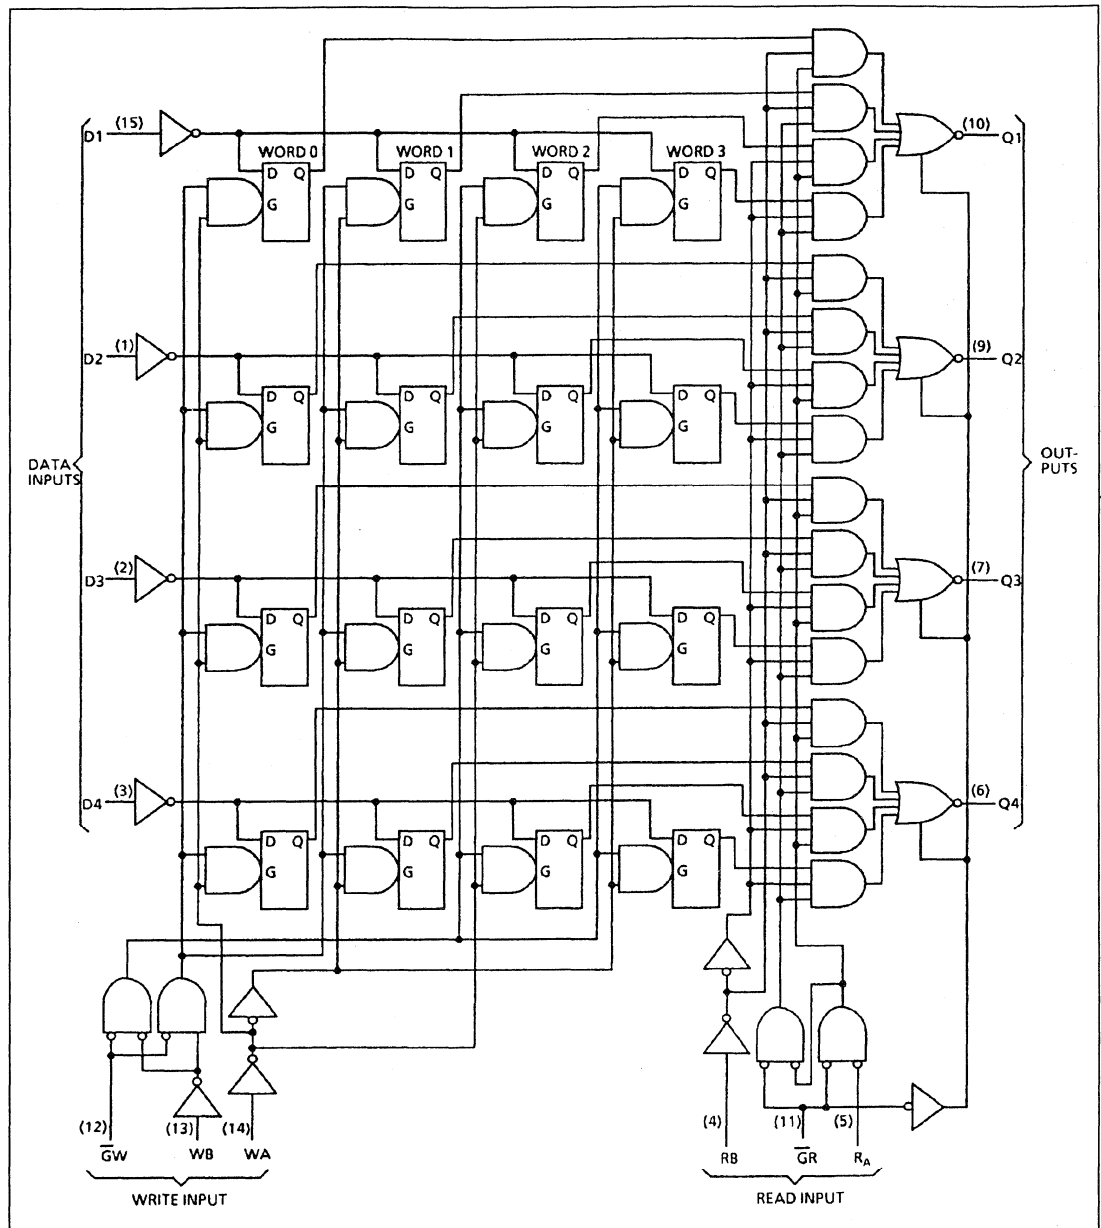 D1 (15)
(10) Q1
WORD 0 WORD 1 WORD 2 WORD 3
D Q D Q D Q D Q
G G G G
D2 (1)
(9) Q2
D Q D Q D Q D Q
G G G G
DATA INPUTS
OUT-
PUTS
D3 (2)
(7) Q3
D Q D Q D Q D Q
G G G G
D4 (3)
(6) Q4
D Q D Q D Q D Q
G G G G
(12) (13) (14) (4) (11) (5)
G̅W WB WA RB G̅R RA
WRITE INPUT READ INPUT